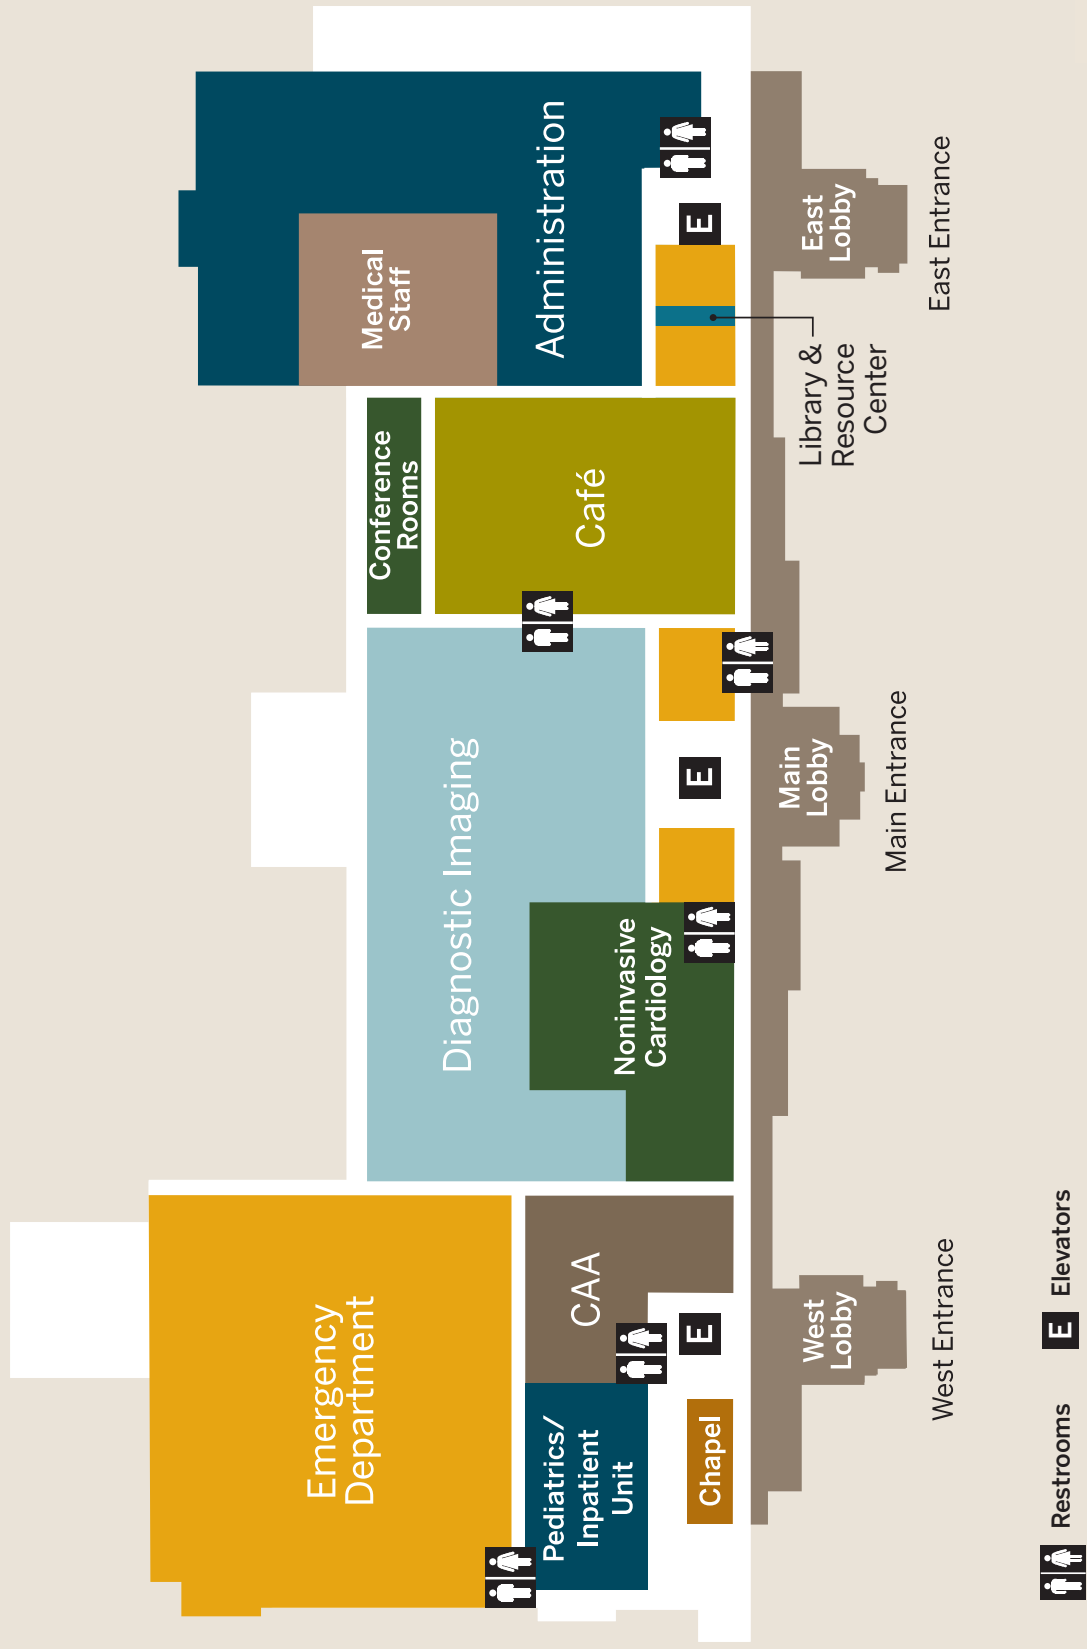 Emergency
Department
Pediatrics/
Inpatient
Unit
Chapel
CAA
E
West
Lobby
West Entrance
Diagnostic Imaging
Noninvasive
Cardiology
E
Main
Lobby
Main Entrance
Conference
Rooms
Café
Medical
Staff
Administration
E
Library &
Resource
Center
East
Lobby
East Entrance
Restrooms
E Elevators